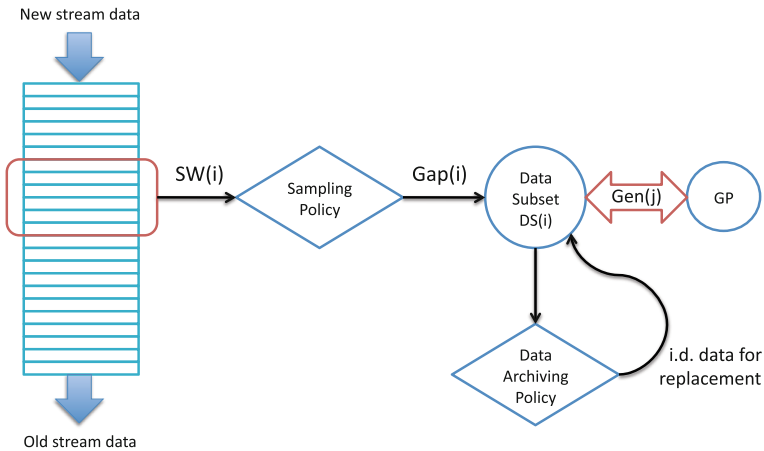 New stream data
SW(i)
Sampling
Policy
Gap(i)
Data
Subset
DS(i)
Gen(j)
GP
Data
Archiving
Policy
i.d. data for
replacement
Old stream data